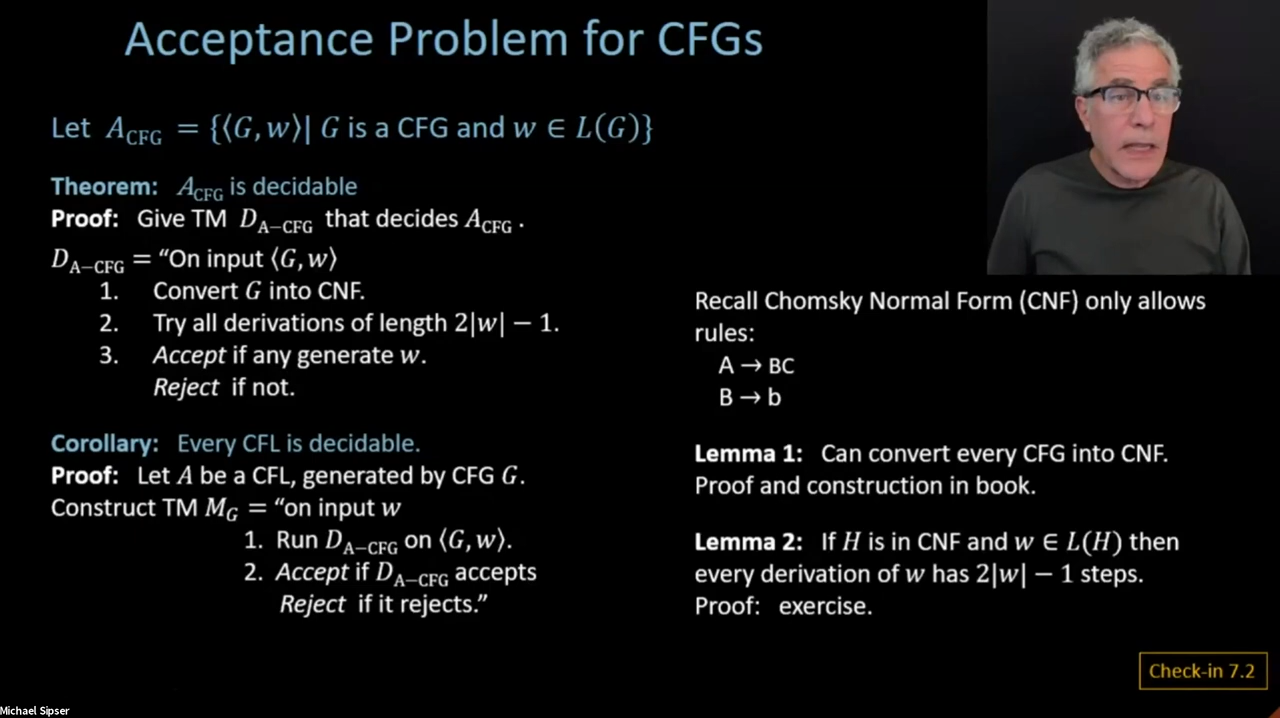 Acceptance Problem for CFGs
Let A_CFG = {⟨G, w⟩| G is a CFG and w ∈ L(G)}
Theorem: A_CFG is decidable
Proof: Give TM D_A−CFG that decides A_CFG .
D_A−CFG = “On input ⟨G, w⟩
1. Convert G into CNF.
2. Try all derivations of length 2|w| − 1.
3. Accept if any generate w.
Reject if not.
Corollary: Every CFL is decidable.
Proof: Let A be a CFL, generated by CFG G.
Construct TM M_G = “on input w
1. Run D_A−CFG on ⟨G, w⟩.
2. Accept if D_A−CFG accepts
Reject if it rejects.”
Recall Chomsky Normal Form (CNF) only allows
rules:
A → BC
B → b
Lemma 1: Can convert every CFG into CNF.
Proof and construction in book.
Lemma 2: If H is in CNF and w ∈ L(H) then
every derivation of w has 2|w| − 1 steps.
Proof: exercise.
Check-in 7.2
Michael Sipser